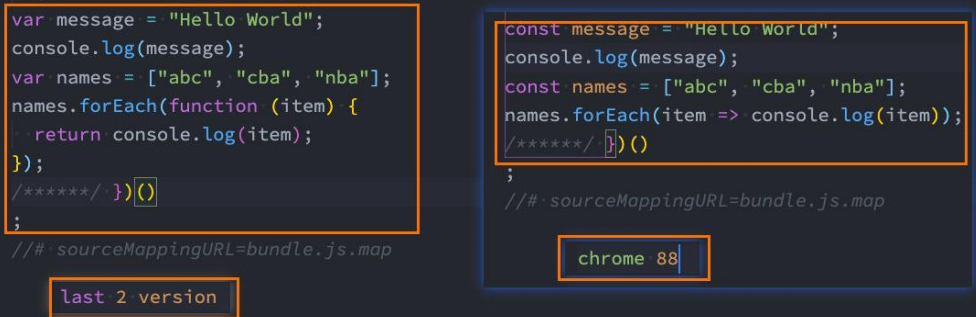 var message = "Hello World";
console.log(message);
var names = ["abc", "cba", "nba"];
names.forEach(function (item) {
  return console.log(item);
});
/******/ })()
;
//# sourceMappingURL=bundle.js.map
last 2 version
const message = "Hello World";
console.log(message);
const names = ["abc", "cba", "nba"];
names.forEach(item => console.log(item));
/******/ })()
;
//# sourceMappingURL=bundle.js.map
chrome 88